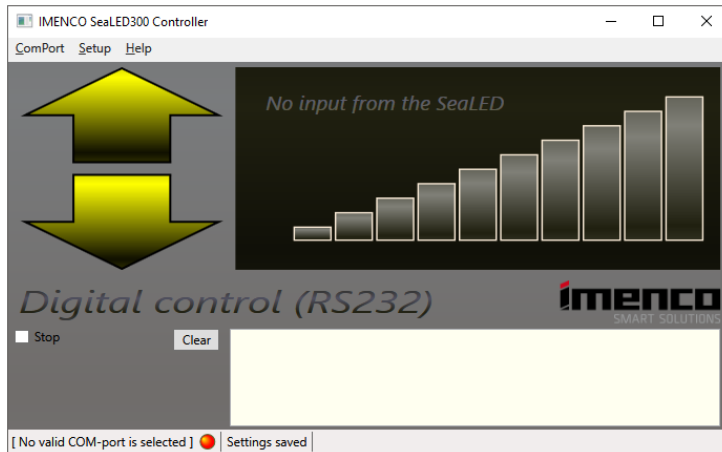 IMENCO SeaLED300 Controller
ComPort Setup Help
No input from the SeaLED
Digital control (RS232)
imenco
SMART SOLUTIONS
Stop
Clear
[ No valid COM-port is selected ] Settings saved